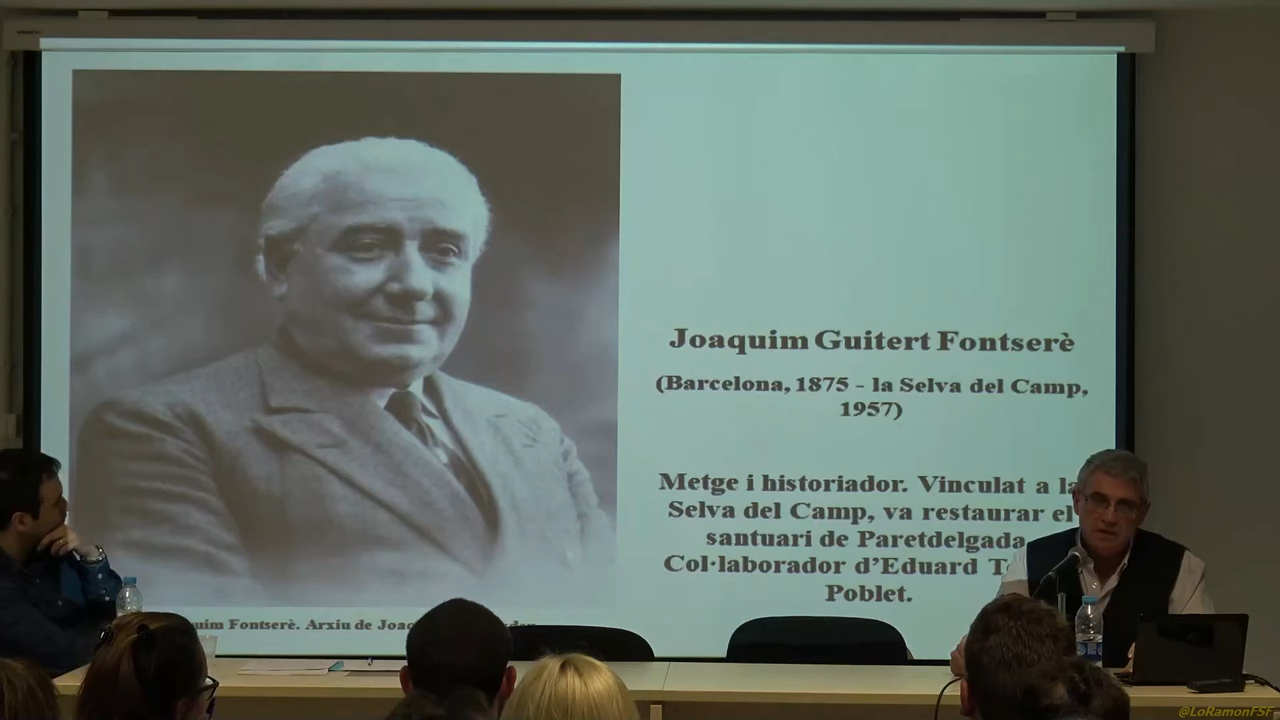 Joaquim Guitert Fontserè
(Barcelona, 1875 - la Selva del Camp,
1957)
Metge i historiador. Vinculat a la
Selva del Camp, va restaurar el
santuari de Paretdelgada
Col·laborador d'Eduard
Poblet.
Fontserè. Arxiu de
@LoRamonFSF